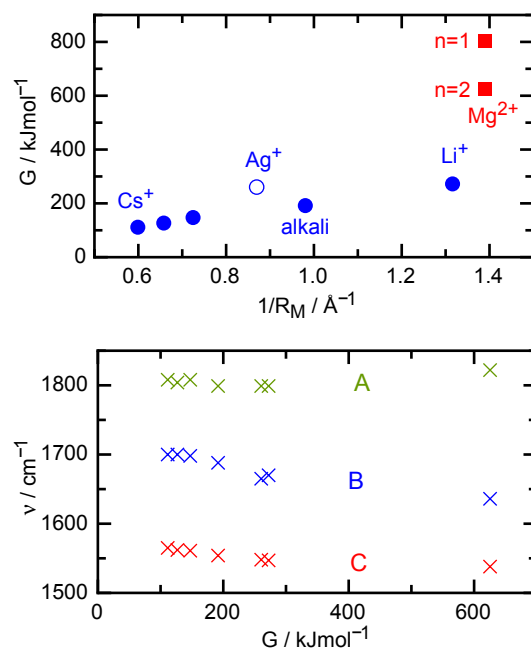 G / kJmol⁻¹
800
600
400
200
0
n=1
n=2
Mg²⁺
Li⁺
Ag⁺
Cs⁺
alkali
0.6
0.8
1.0
1.2
1.4
1/R_M / Å⁻¹
ν / cm⁻¹
1800
1700
1600
1500
A
B
C
0
200
400
600
G / kJmol⁻¹